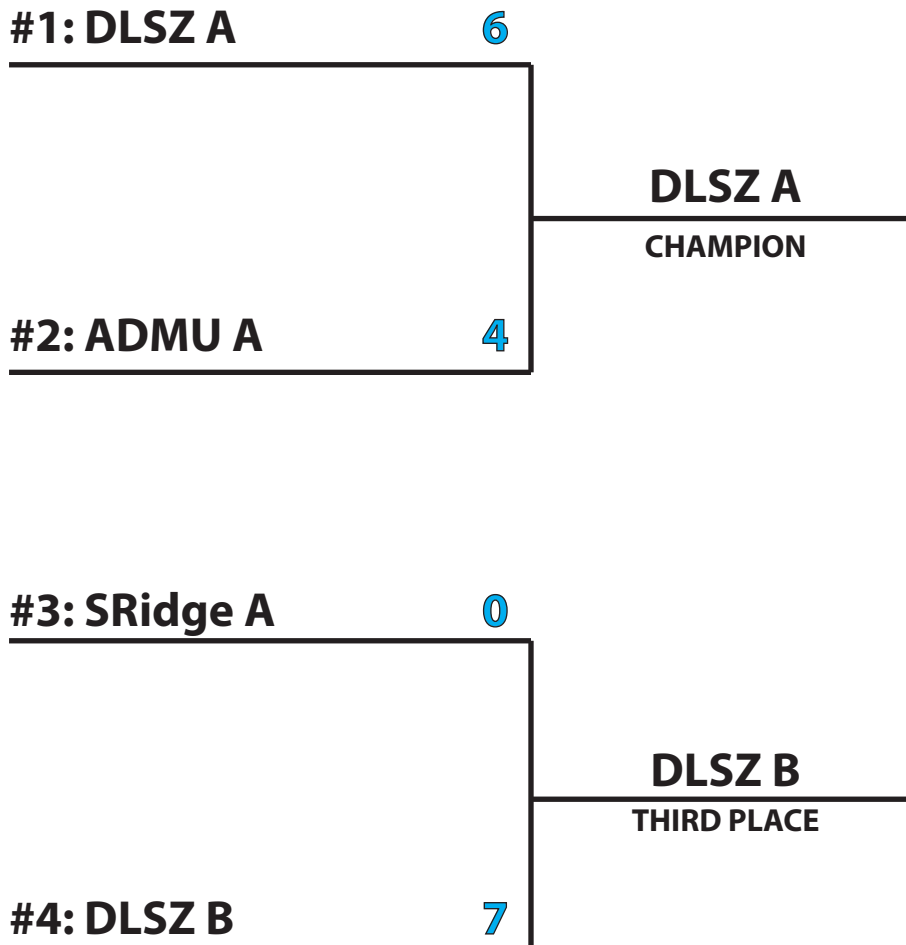 #1: DLSZ A 6
DLSZ A
CHAMPION
#2: ADMU A 4
#3: SRidge A 0
DLSZ B
THIRD PLACE
#4: DLSZ B 7